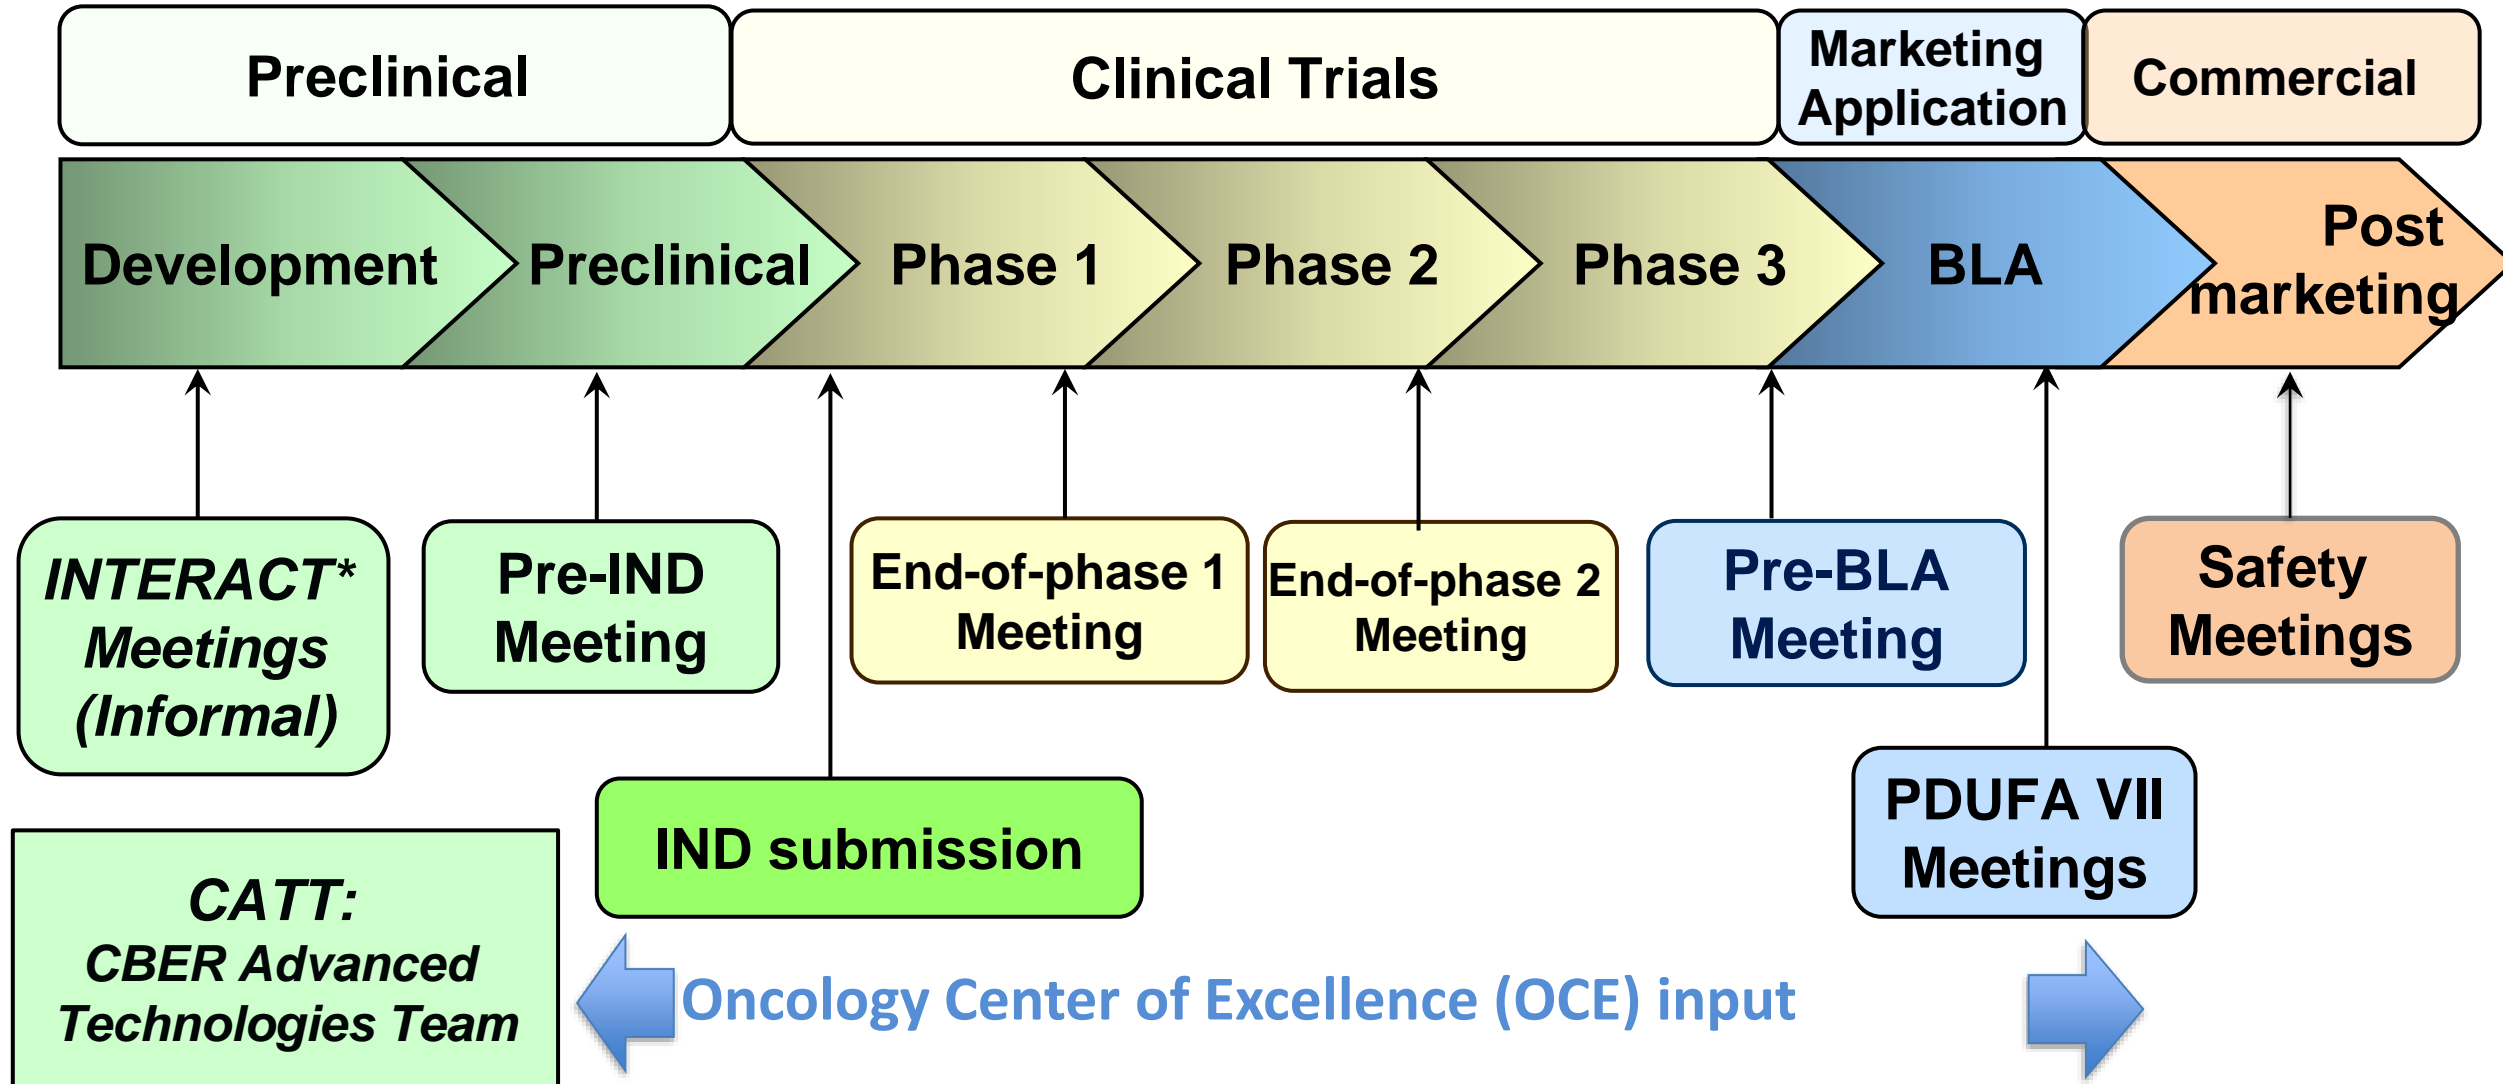 Preclinical
Clinical Trials
Marketing
Application
Commercial
Development
Preclinical
Phase 1
Phase 2
Phase 3
BLA
Post
marketing
INTERACT*
Meetings
(Informal)
Pre-IND
Meeting
End-of-phase 1
Meeting
End-of-phase 2
Meeting
Pre-BLA
Meeting
Safety
Meetings
IND submission
PDUFA VII
Meetings
CATT:
CBER Advanced
Technologies Team
Oncology Center of Excellence (OCE) input